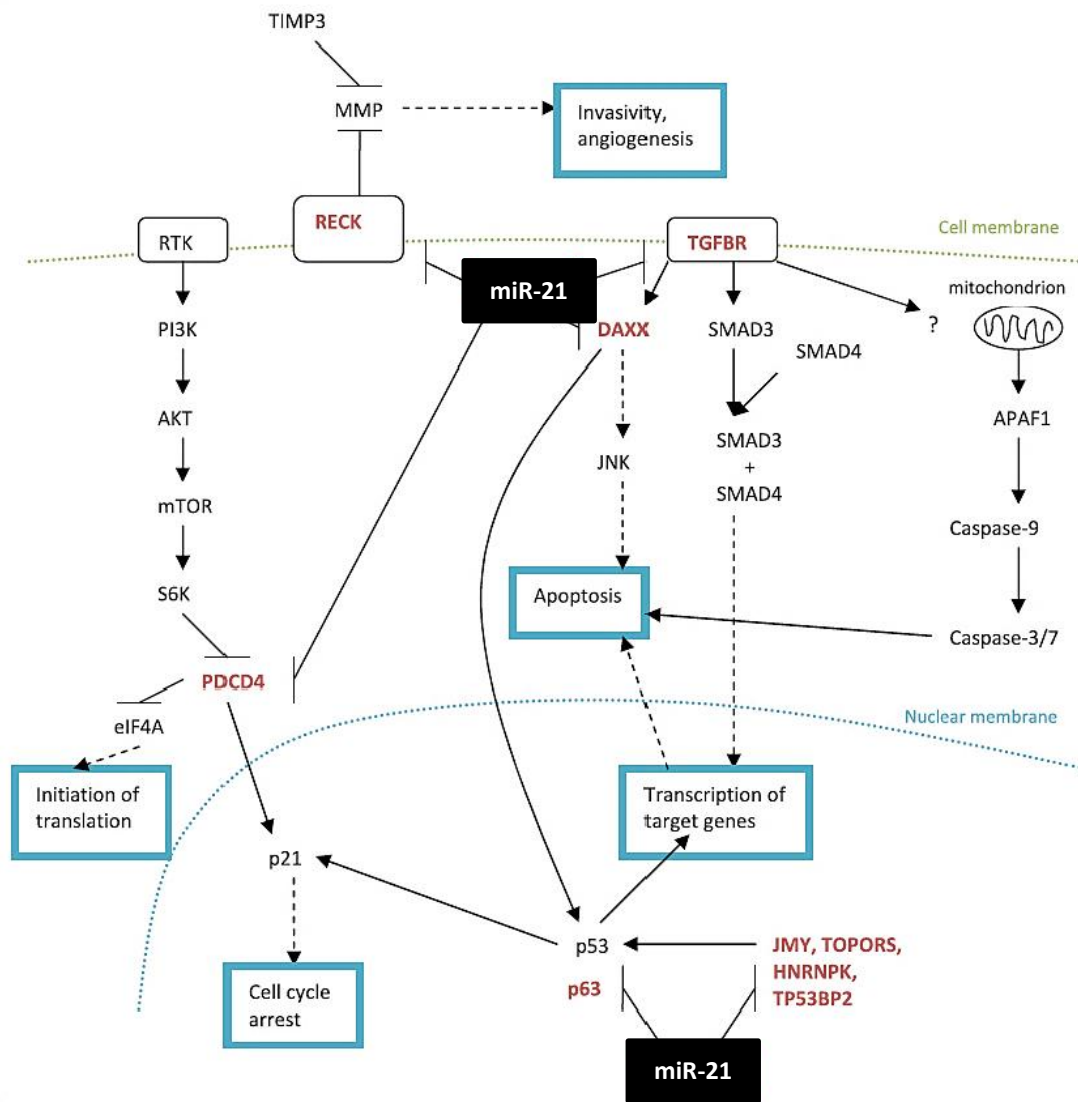 TIMP3
MMP
Invasivity,
angiogenesis
RECK
RTK
TGFBR
Cell membrane
miR-21
mitochondrion
PI3K
DAXX
SMAD3
?
SMAD4
AKT
APAF1
SMAD3
+
SMAD4
JNK
mTOR
Caspase-9
S6K
Apoptosis
Caspase-3/7
PDCD4
eIF4A
Nuclear membrane
Initiation of
translation
Transcription of
target genes
p21
p53
JMY, TOPORS,
HNRNPK,
TP53BP2
p63
Cell cycle
arrest
miR-21